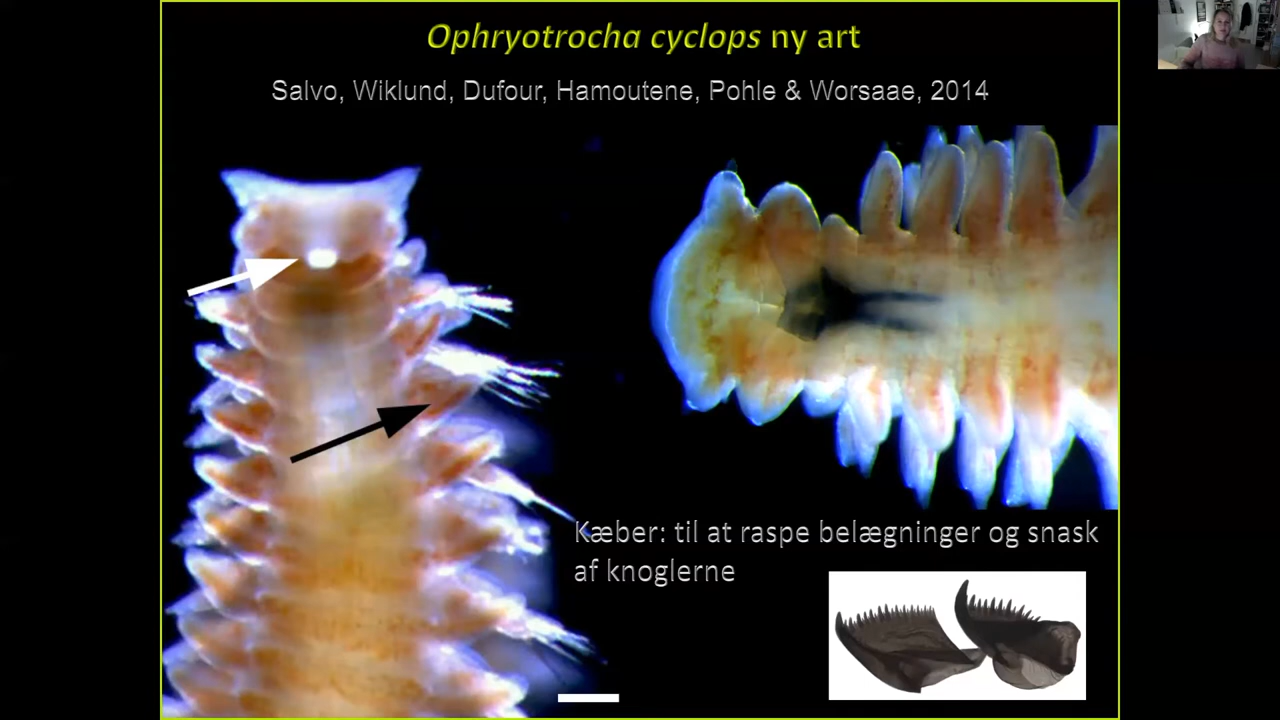 Ophryotrocha cyclops ny art
Salvo, Wiklund, Dufour, Hamoutene, Pohle & Worsaae, 2014
Kæber: til at raspe belægninger og snask
af knoglerne